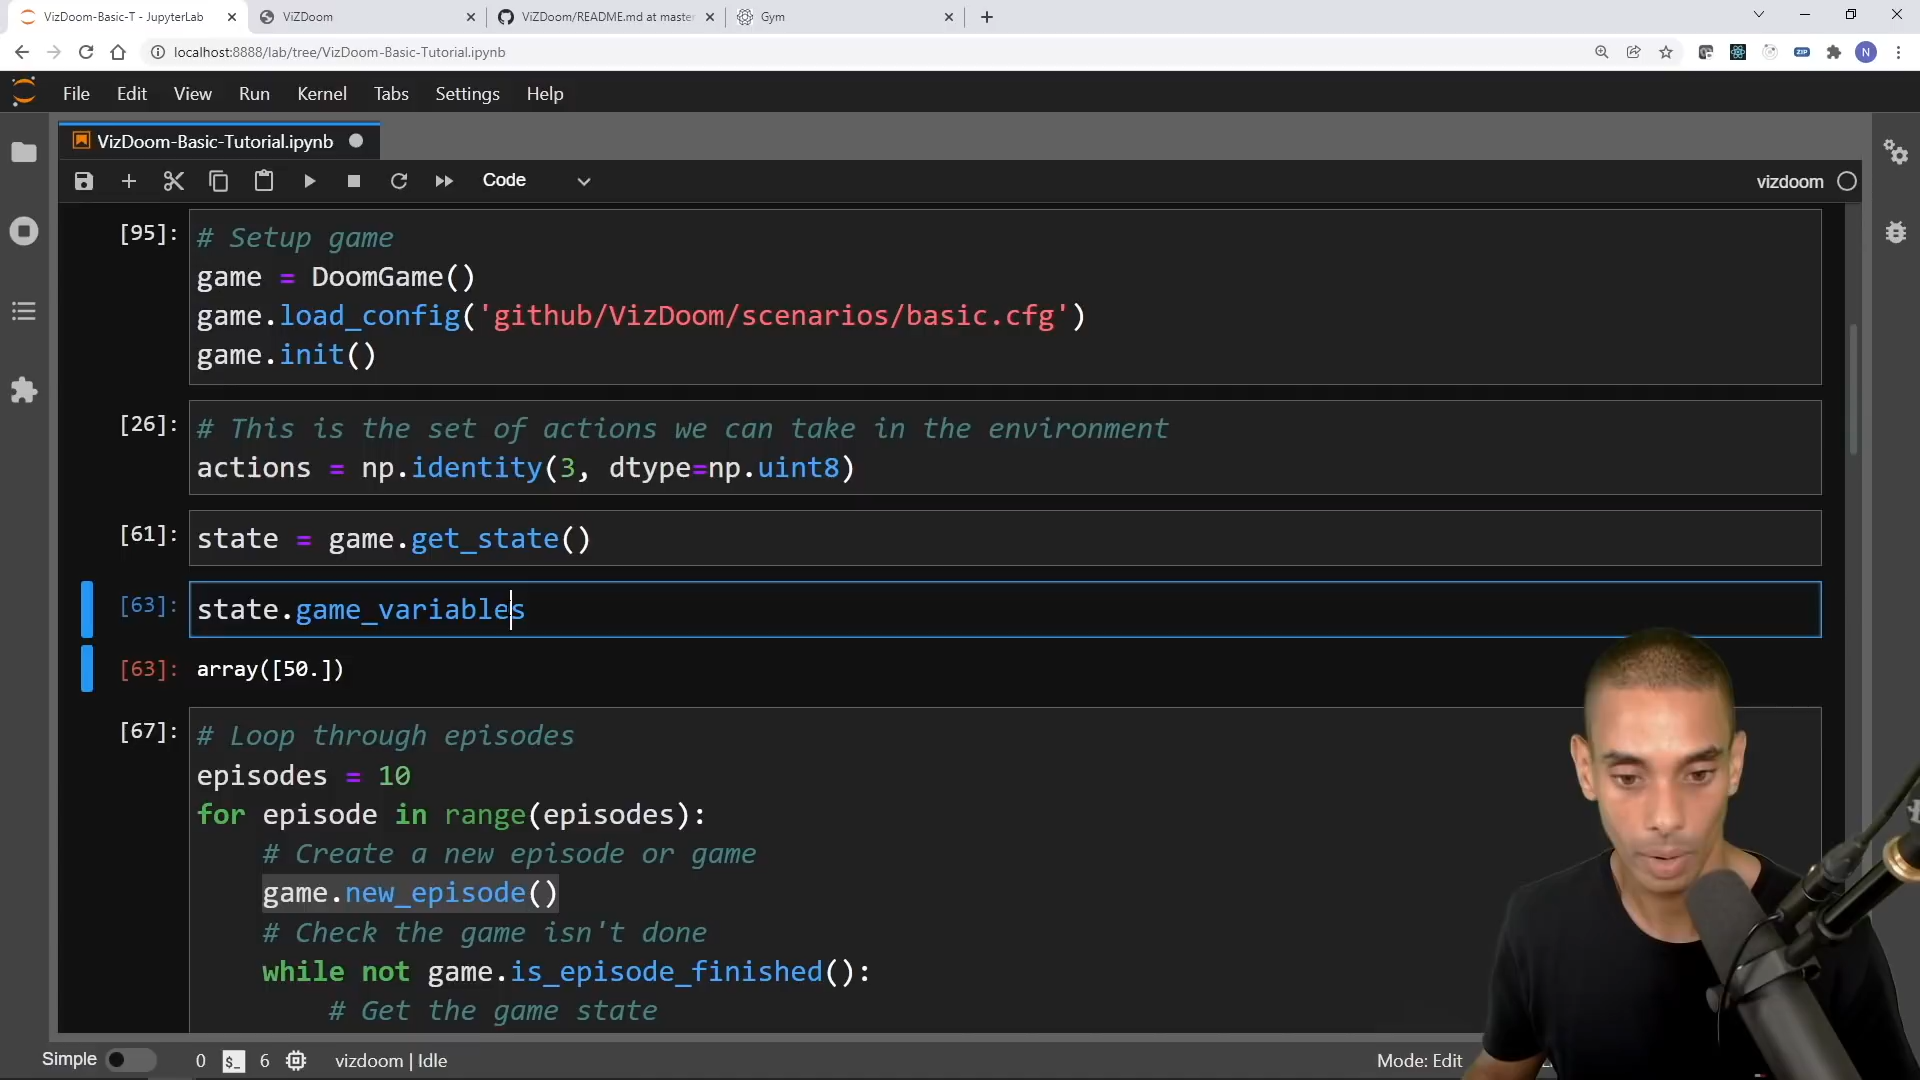 VizDoom-Basic-T - JupyterLab
ViZDoom
ViZDoom/README.md at master
Gym
localhost:8888/lab/tree/VizDoom-Basic-Tutorial.ipynb
ZIP
N
File Edit View Run Kernel Tabs Settings Help
VizDoom-Basic-Tutorial.ipynb
Code
vizdoom
[95]:
# Setup game
game = DoomGame()
game.load_config('github/VizDoom/scenarios/basic.cfg')
game.init()
[26]:
# This is the set of actions we can take in the environment
actions = np.identity(3, dtype=np.uint8)
[61]:
state = game.get_state()
[63]:
state.game_variables
[63]:
array([50.])
[67]:
# Loop through episodes
episodes = 10
for episode in range(episodes):
# Create a new episode or game
game.new_episode()
# Check the game isn't done
while not game.is_episode_finished():
# Get the game state
Simple 0 $_ 6 vizdoom | Idle Mode: Edit